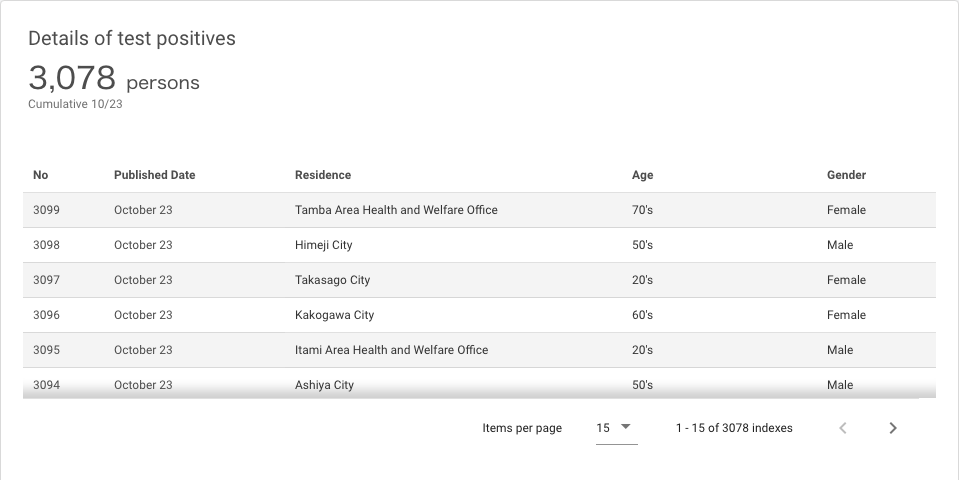 Details of test positives
3,078 persons
Cumulative 10/23
No Published Date Residence Age Gender
3099 October 23 Tamba Area Health and Welfare Office 70's Female
3098 October 23 Himeji City 50's Male
3097 October 23 Takasago City 20's Female
3096 October 23 Kakogawa City 60's Female
3095 October 23 Itami Area Health and Welfare Office 20's Male
3094 October 23 Ashiya City 50's Male
Items per page 15 1 - 15 of 3078 indexes